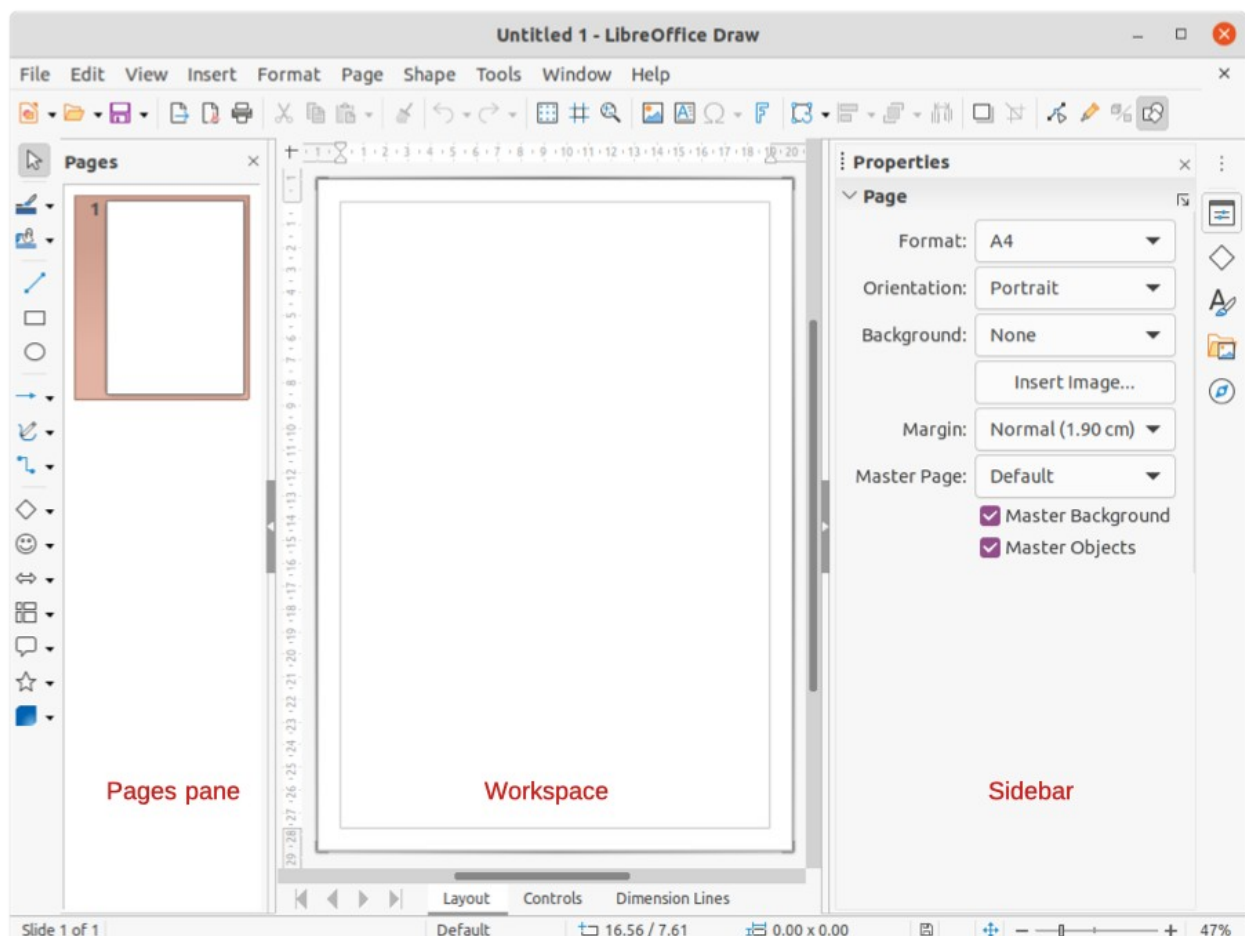 Untitled 1 - LibreOffice Draw
File Edit View Insert Format Page Shape Tools Window Help
Pages
1
Properties
Page
Format: A4
Orientation: Portrait
Background: None
Insert Image...
Margin: Normal (1.90 cm)
Master Page: Default
Master Background
Master Objects
Pages pane
Workspace
Sidebar
Layout Controls Dimension Lines
Slide 1 of 1 Default 16.56 / 7.61 0.00 x 0.00 47%